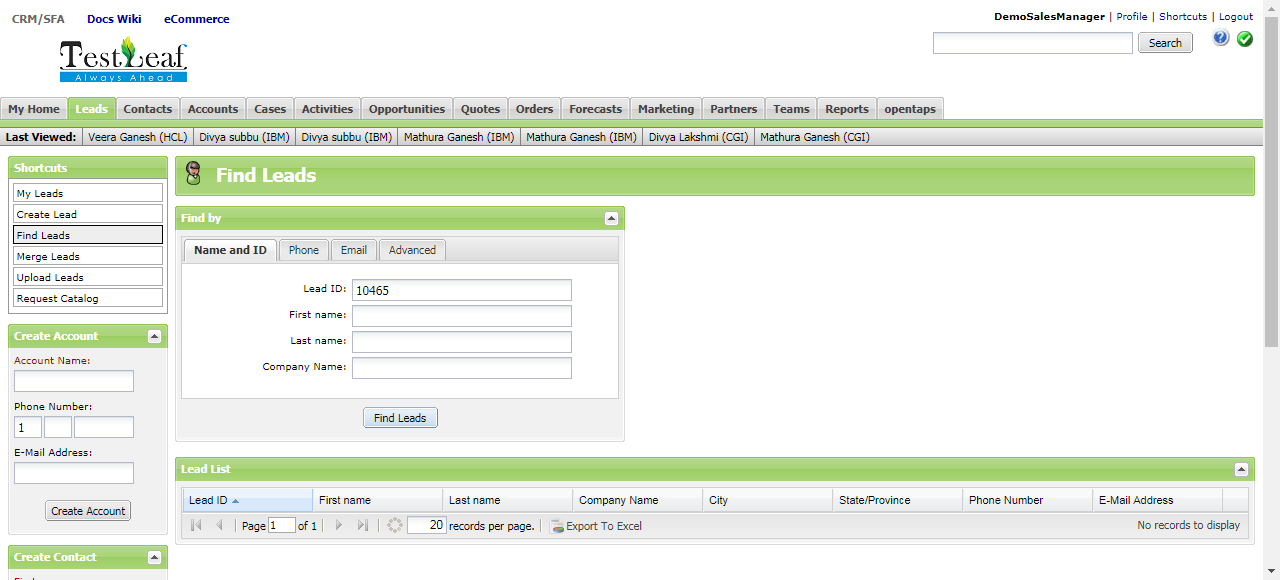 CRM/SFA Docs Wiki eCommerce
DemoSalesManager | Profile | Shortcuts | Logout
TestLeaf
Always Ahead
Search
My Home Leads Contacts Accounts Cases Activities Opportunities Quotes Orders Forecasts Marketing Partners Teams Reports opentaps
Last Viewed: Veera Ganesh (HCL) Divya subbu (IBM) Divya subbu (IBM) Mathura Ganesh (IBM) Mathura Ganesh (IBM) Divya Lakshmi (CGI) Mathura Ganesh (CGI)
Shortcuts
My Leads
Create Lead
Find Leads
Merge Leads
Upload Leads
Request Catalog
Create Account
Account Name:
Phone Number:
1
E-Mail Address:
Create Account
Create Contact
Find Leads
Find by
Name and ID Phone Email Advanced
Lead ID: 10465
First name:
Last name:
Company Name:
Find Leads
Lead List
Lead ID First name Last name Company Name City State/Province Phone Number E-Mail Address
Page 1 of 1 20 records per page. Export To Excel No records to display